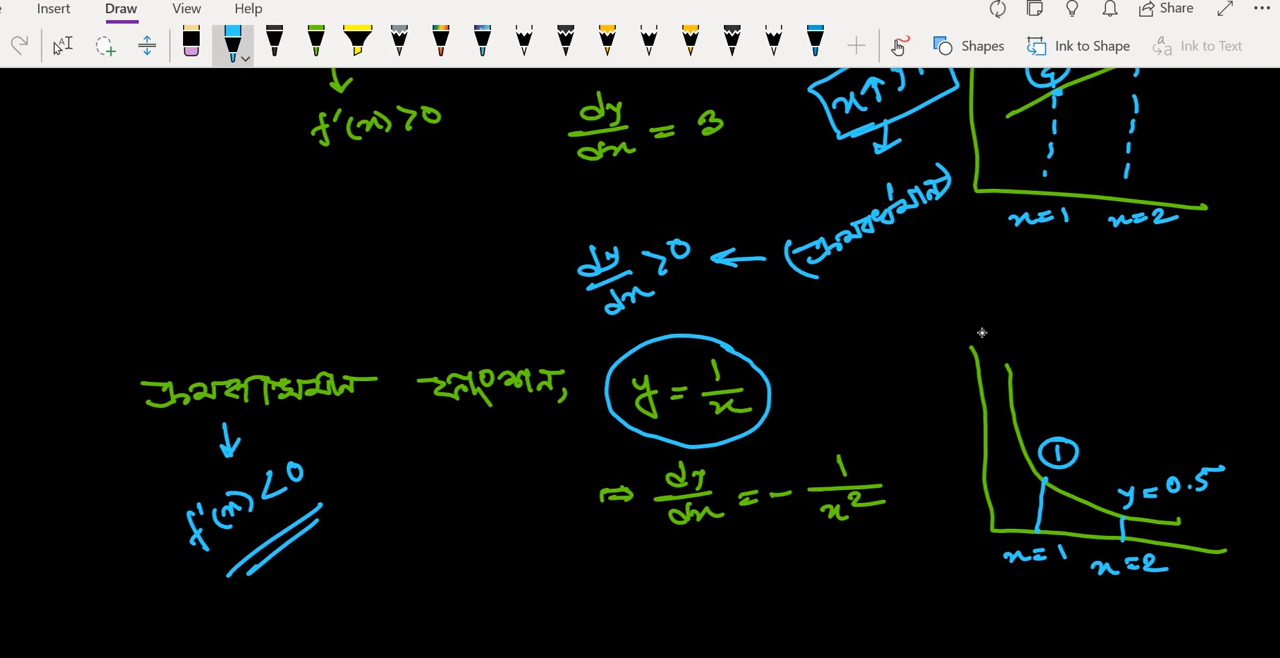 Insert Draw View Help
Share
Shapes Ink to Shape Ink to Text
f'(x) > 0
dy/dx = 3
x ↑ y ↑
(ক্রমবর্ধমান)
x = 1 x = 2
dy/dx > 0 ←
ক্রমহ্রাসমান
y = 1/x
①
f'(x) < 0
⇒ dy/dx = - 1/x²
y = 0.5
x = 1 x = 2